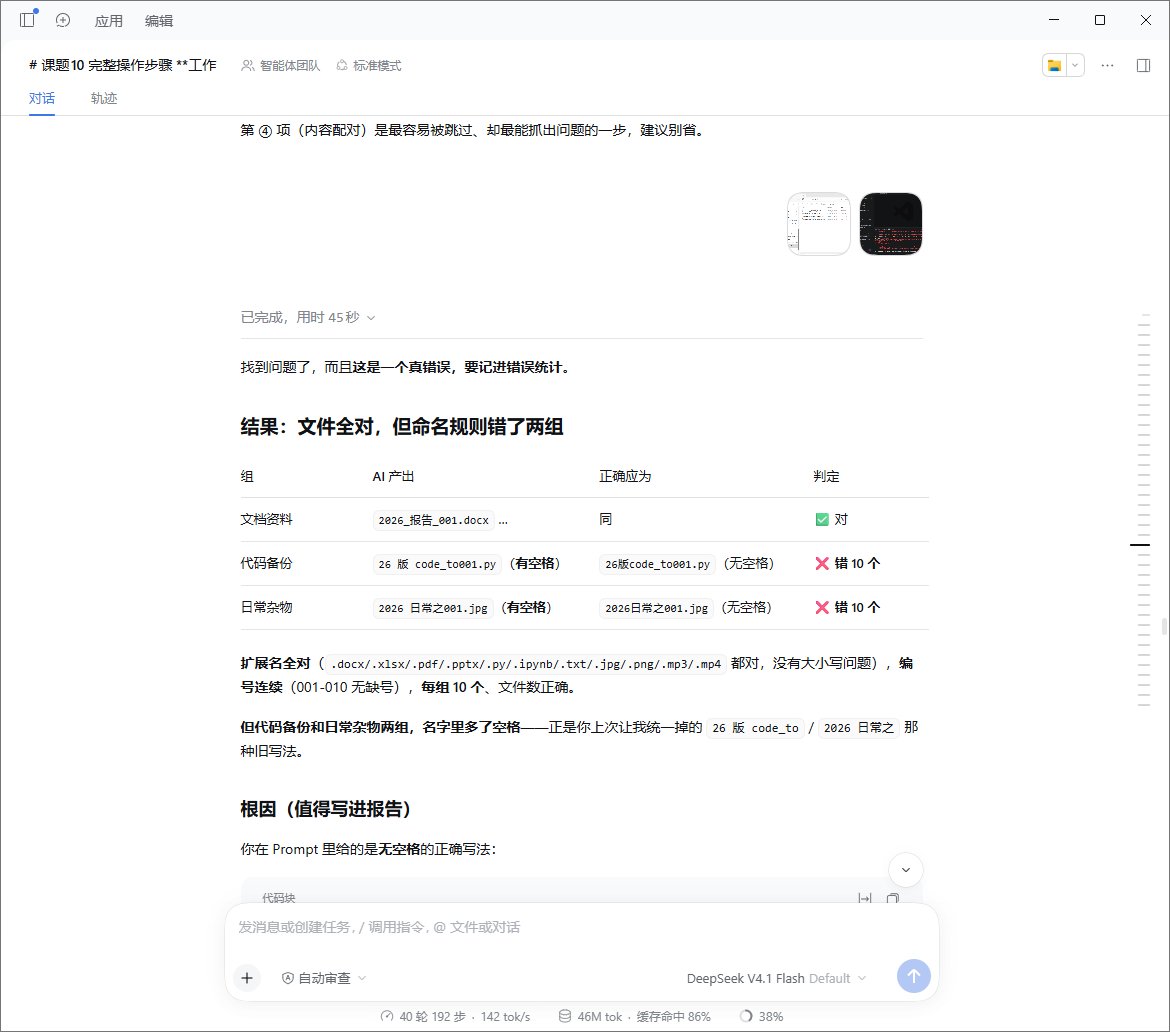 应用 编辑
# 课题10 完整操作步骤 **工作 智能体团队 标准模式
对话 轨迹
第 ④ 项（内容配对）是最容易被跳过、却最能抓出问题的一步，建议别省。
已完成，用时 45秒
找到问题了，而且这是一个真错误，要记进错误统计。
结果：文件全对，但命名规则错了两组
组 AI 产出 正确应为 判定
文档资料 2026_报告_001.docx ... 同 ✅ 对
代码备份 26 版 code_to001.py （有空格） 26版code_to001.py （无空格） ❌ 错 10 个
日常杂物 2026 日常之001.jpg （有空格） 2026日常之001.jpg （无空格） ❌ 错 10 个
扩展名全对（ .docx/.xlsx/.pdf/.pptx/.py/.ipynb/.txt/.jpg/.png/.mp3/.mp4 都对，没有大小写问题），编
号连续（001-010 无缺号），每组 10 个、文件数正确。
但代码备份和日常杂物两组，名字里多了空格——正是你上次让我统一掉的 26 版 code_to / 2026 日常之 那
种旧写法。
根因（值得写进报告）
你在 Prompt 里给的是无空格的正确写法：
代码块
发消息或创建任务, / 调用指令, @ 文件或对话
自动审查 DeepSeek V4.1 Flash Default
40 轮 192 步 · 142 tok/s 46M tok · 缓存命中 86% 38%